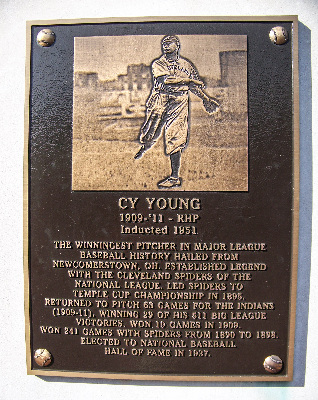 CY YOUNG
1909-'11 - RHP
Inducted 1951
THE WINNINGEST PITCHER IN MAJOR LEAGUE
BASEBALL HISTORY HAILED FROM
NEWCOMERSTOWN, OH. ESTABLISHED LEGEND
WITH THE CLEVELAND SPIDERS OF THE
NATIONAL LEAGUE. LED SPIDERS TO
TEMPLE CUP CHAMPIONSHIP IN 1895.
RETURNED TO PITCH 63 GAMES FOR THE INDIANS
(1909-11), WINNING 29 OF HIS 511 BIG LEAGUE
VICTORIES. WON 19 GAMES IN 1909.
WON 241 GAMES WITH SPIDERS FROM 1890 TO 1898.
ELECTED TO NATIONAL BASEBALL
HALL OF FAME IN 1937.